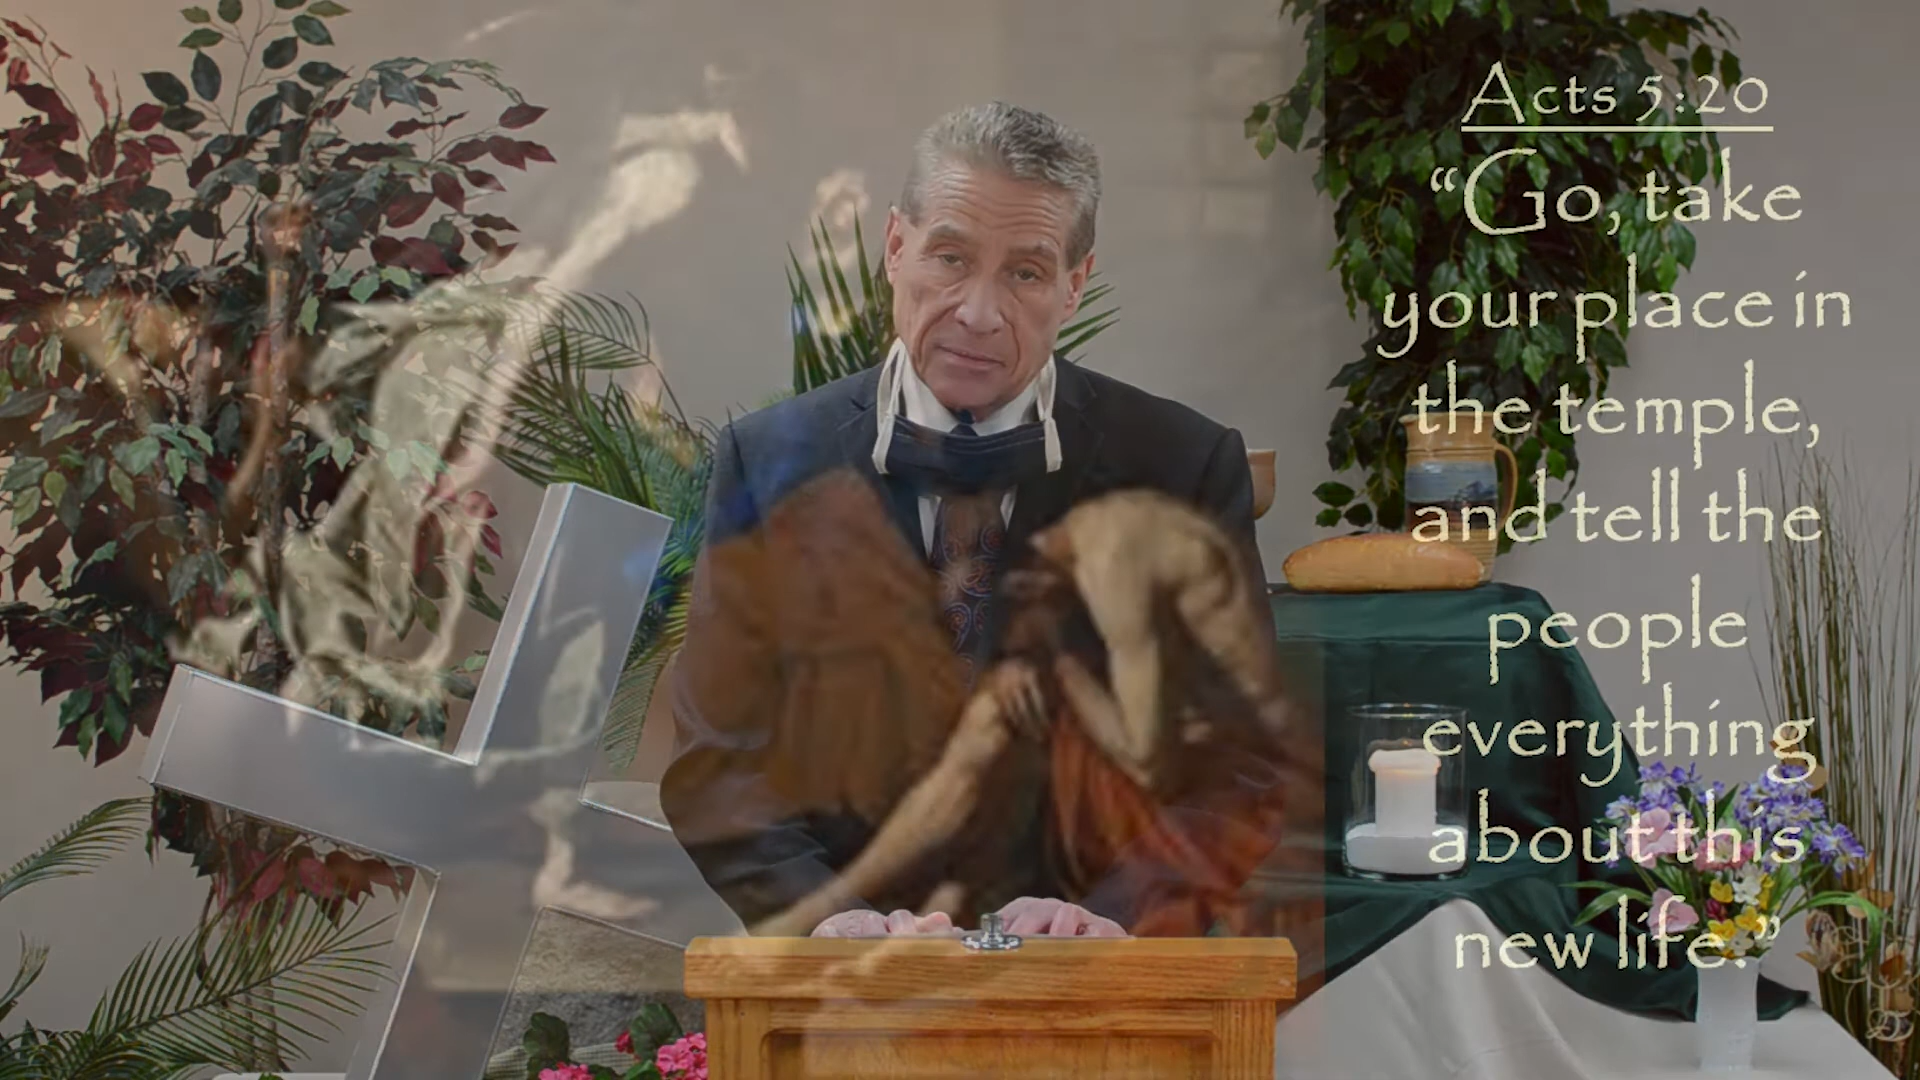 Acts 5:20
“Go, take
your place in
the temple,
and tell the
people
everything
about this
new life.”